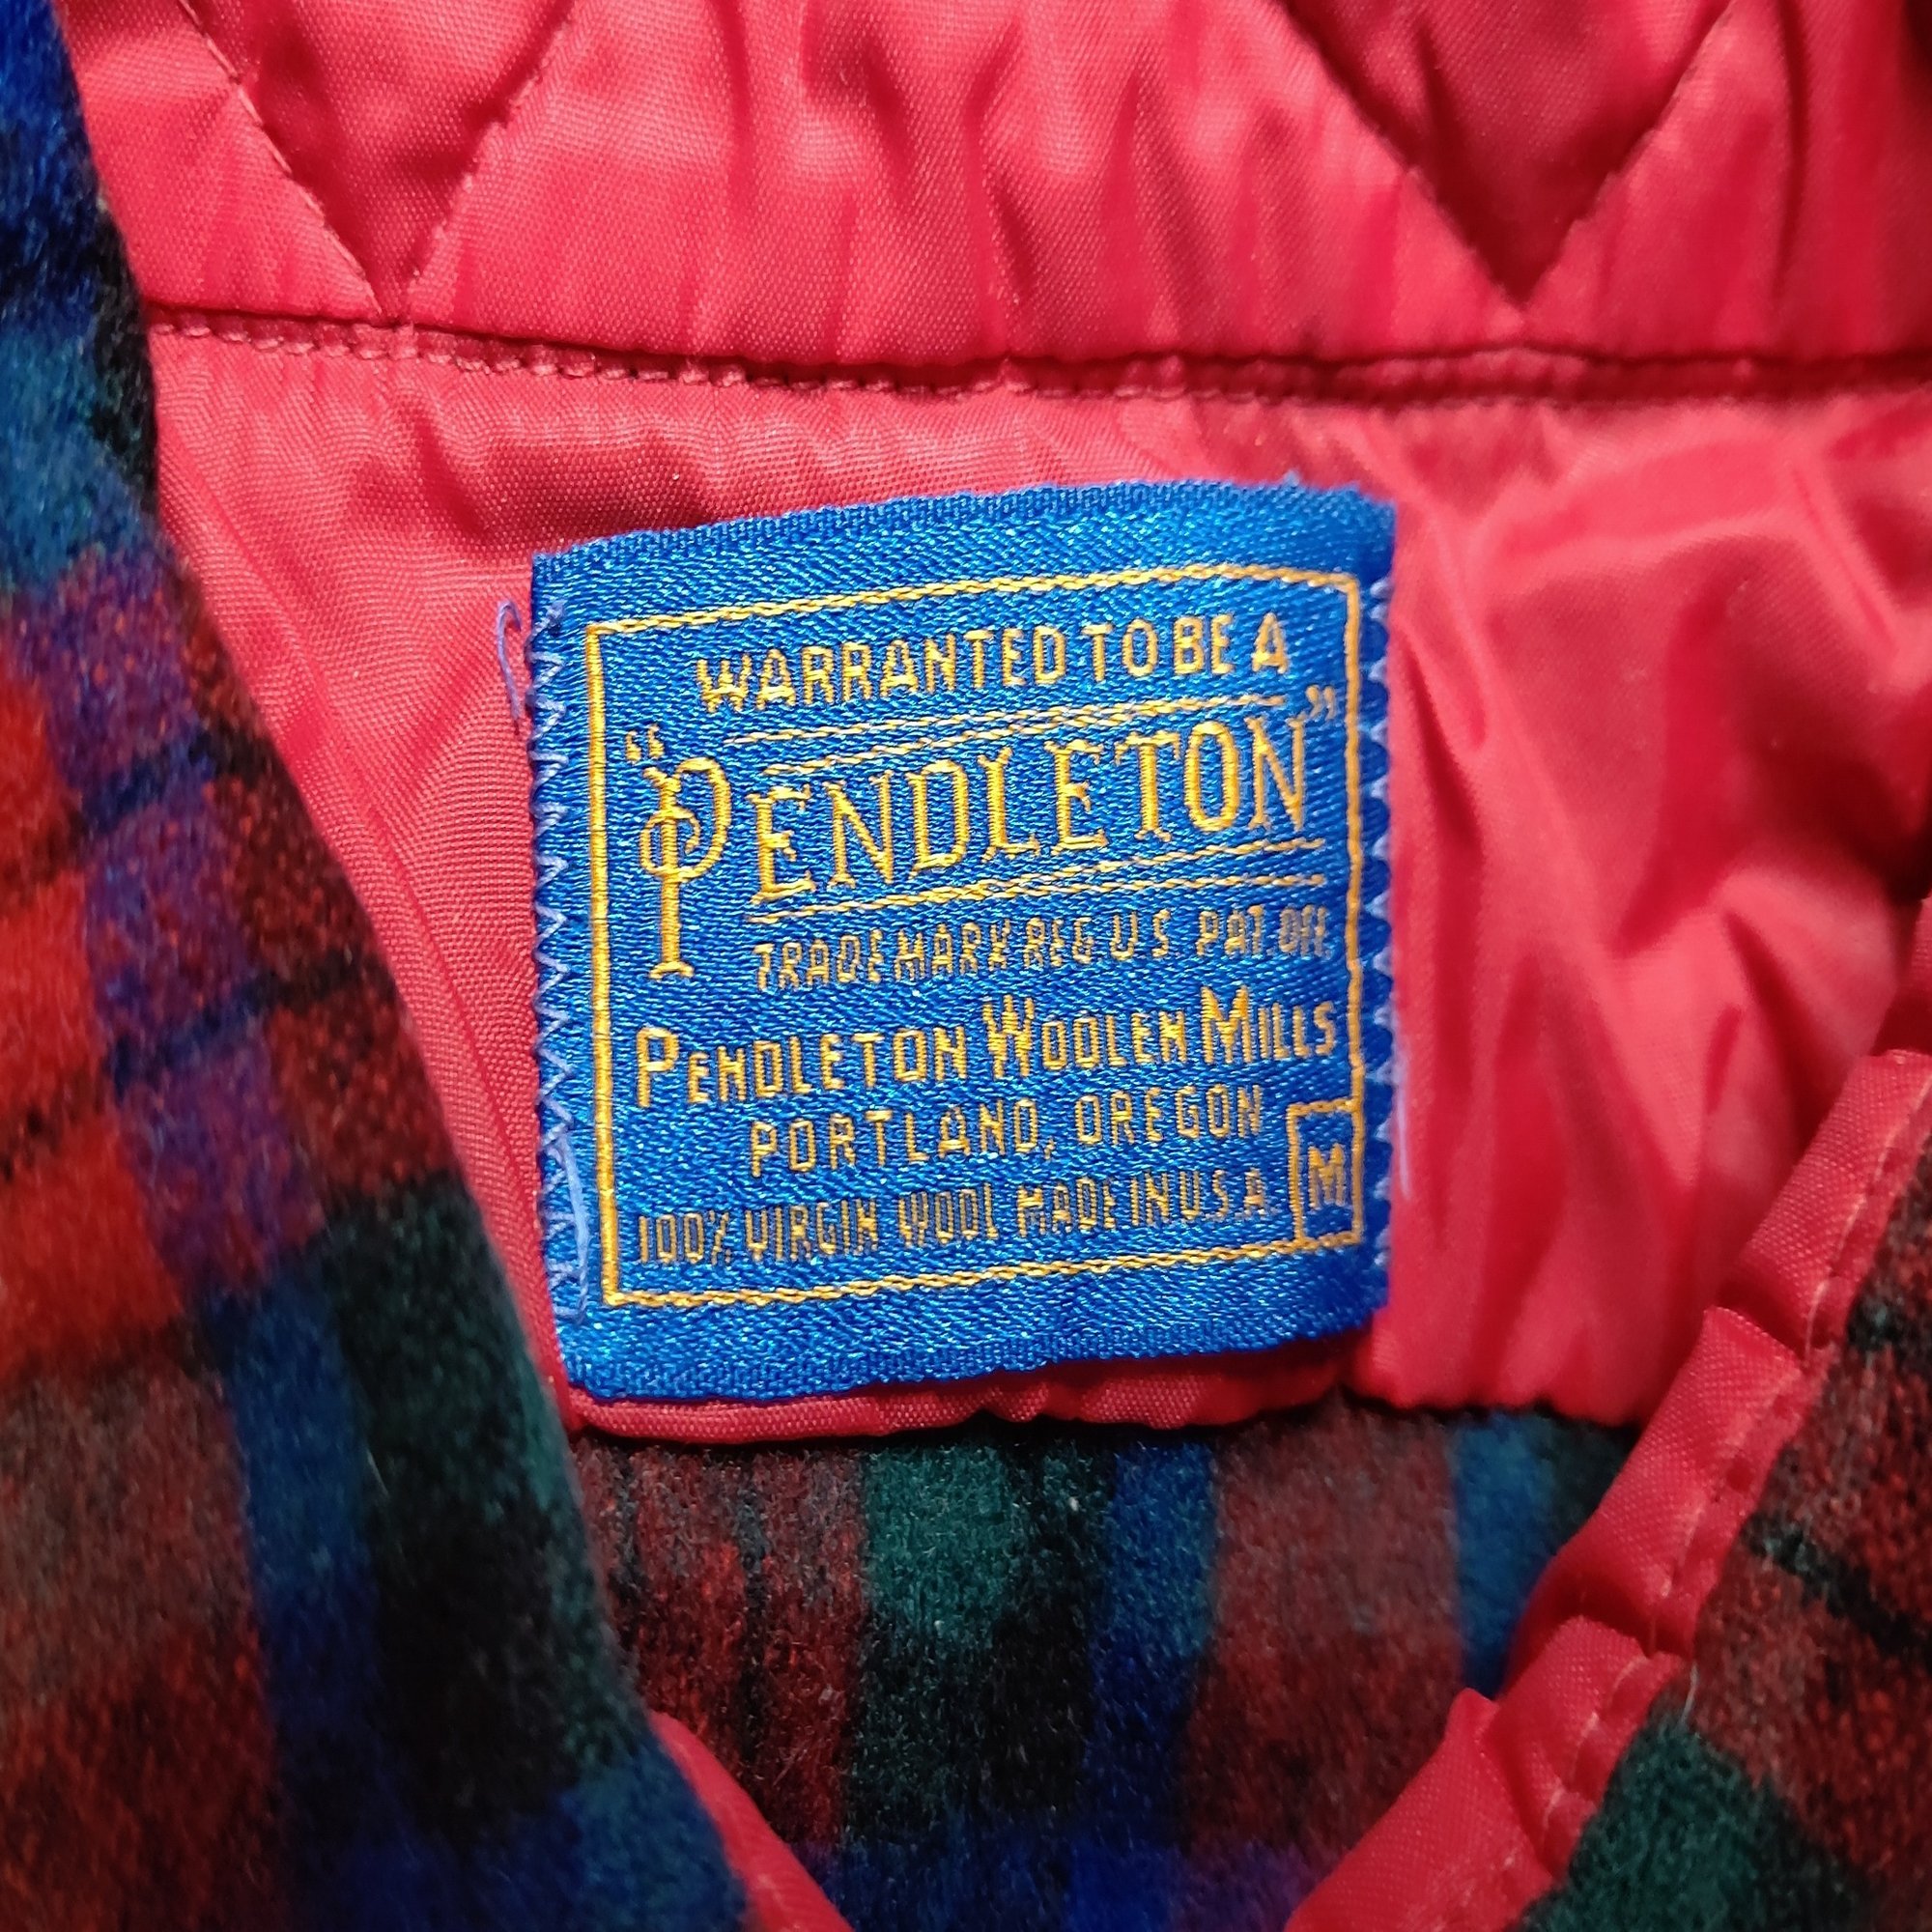 WARRANTED TO BE A
"PENDLETON"
TRADE MARK REG U S. PAT. OFF.
PENDLETON WOOLEN MILLS
PORTLAND, OREGON
100% VIRGIN WOOL MADE IN U.S.A.
M